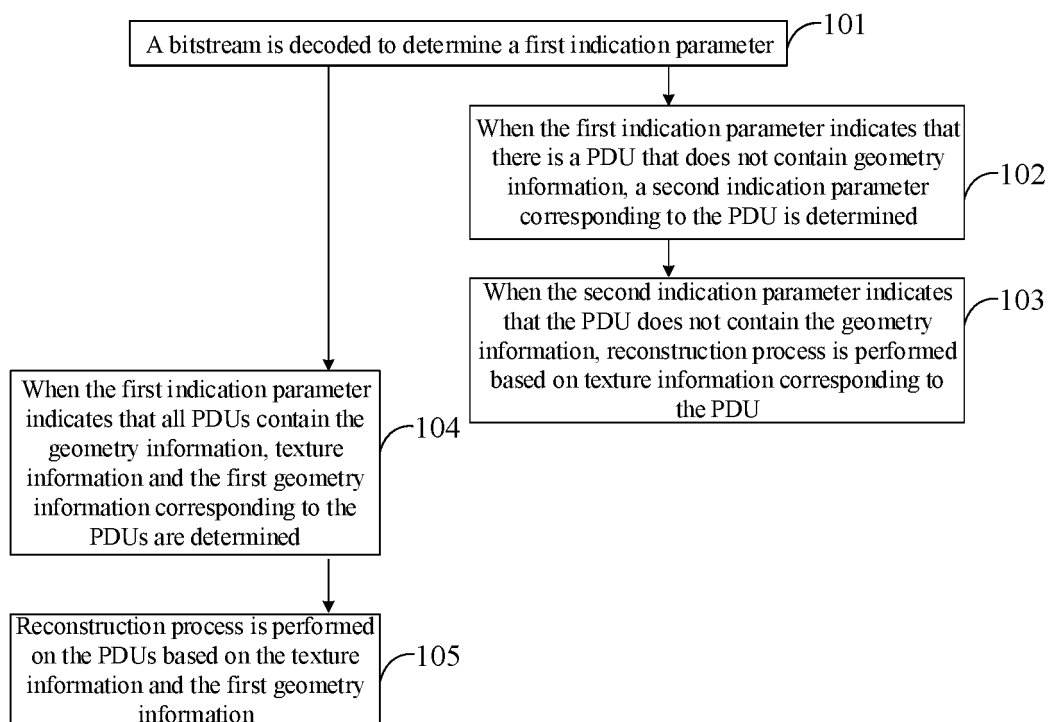 A bitstream is decoded to determine a first indication parameter
101
When the first indication parameter indicates that
there is a PDU that does not contain geometry
information, a second indication parameter
corresponding to the PDU is determined
102
When the second indication parameter indicates
that the PDU does not contain the geometry
information, reconstruction process is performed
based on texture information corresponding to
the PDU
103
When the first indication parameter
indicates that all PDUs contain the
geometry information, texture
information and the first geometry
information corresponding to the
PDUs are determined
104
Reconstruction process is performed
on the PDUs based on the texture
information and the first geometry
information
105